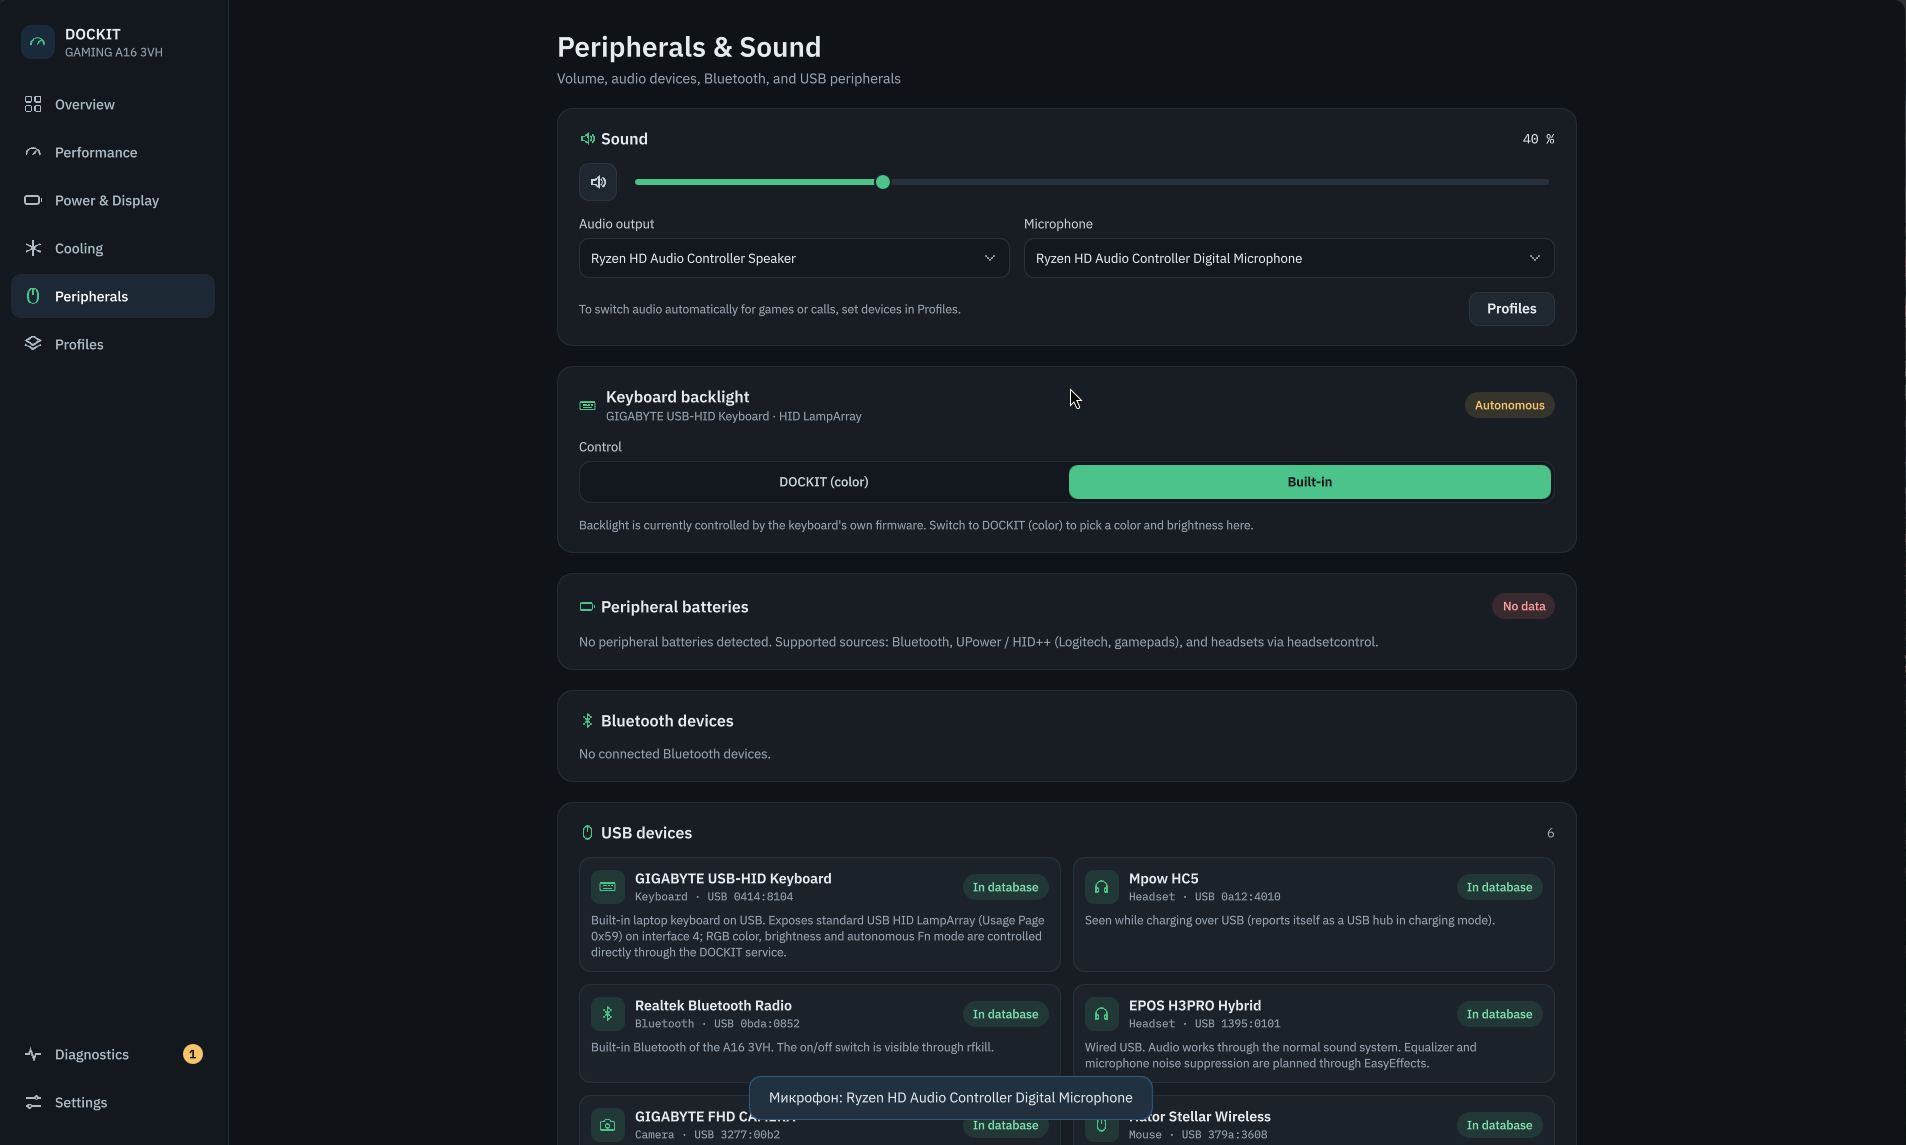 DOCKIT
GAMING A16 3VH
Overview
Performance
Power & Display
Cooling
Peripherals
Profiles
Diagnostics
1
Settings
Peripherals & Sound
Volume, audio devices, Bluetooth, and USB peripherals
Sound
40 %
Audio output
Microphone
Ryzen HD Audio Controller Speaker
Ryzen HD Audio Controller Digital Microphone
To switch audio automatically for games or calls, set devices in Profiles.
Profiles
Keyboard backlight
GIGABYTE USB-HID Keyboard · HID LampArray
Autonomous
Control
DOCKIT (color)
Built-in
Backlight is currently controlled by the keyboard's own firmware. Switch to DOCKIT (color) to pick a color and brightness here.
Peripheral batteries
No data
No peripheral batteries detected. Supported sources: Bluetooth, UPower / HID++ (Logitech, gamepads), and headsets via headsetcontrol.
Bluetooth devices
No connected Bluetooth devices.
USB devices
6
GIGABYTE USB-HID Keyboard
Keyboard · USB 0414:8104
In database
Built-in laptop keyboard on USB. Exposes standard USB HID LampArray (Usage Page
0x59) on interface 4; RGB color, brightness and autonomous Fn mode are controlled
directly through the DOCKIT service.
Mpow HC5
Headset · USB 0a12:4010
In database
Seen while charging over USB (reports itself as a USB hub in charging mode).
Realtek Bluetooth Radio
Bluetooth · USB 0bda:0852
In database
Built-in Bluetooth of the A16 3VH. The on/off switch is visible through rfkill.
EPOS H3PRO Hybrid
Headset · USB 1395:0101
In database
Wired USB. Audio works through the normal sound system. Equalizer and
microphone noise suppression are planned through EasyEffects.
Микрофон: Ryzen HD Audio Controller Digital Microphone
GIGABYTE FHD
Camera · USB 3277:00b2
In database
Stellar Wireless
Mouse · USB 379a:3608
In database